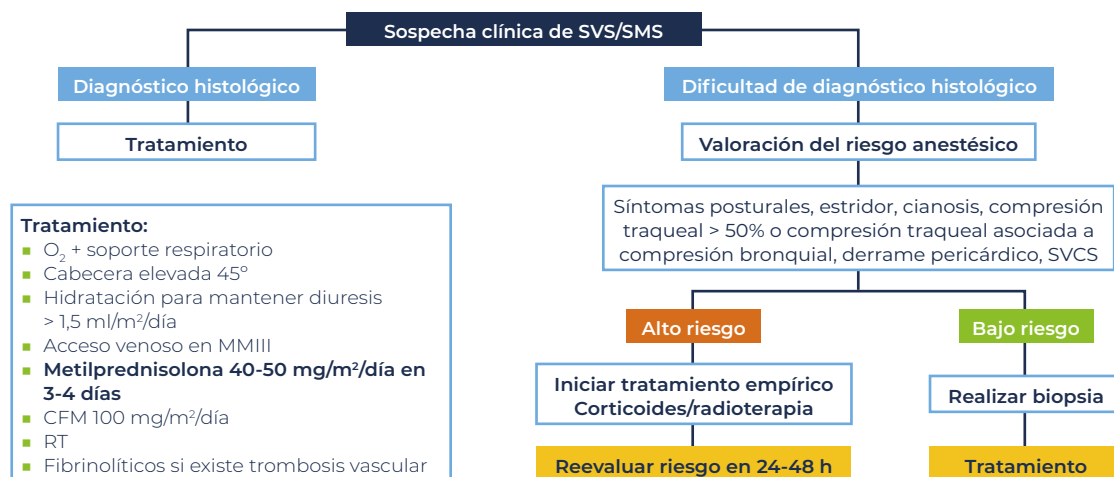 Sospecha clínica de SVS/SMS
Diagnóstico histológico
Tratamiento
Tratamiento:
O₂ + soporte respiratorio
Cabecera elevada 45º
Hidratación para mantener diuresis
> 1,5 ml/m²/día
Acceso venoso en MMIII
Metilprednisolona 40-50 mg/m²/día en
3-4 días
CFM 100 mg/m²/día
RT
Fibrinolíticos si existe trombosis vascular
Dificultad de diagnóstico histológico
Valoración del riesgo anestésico
Síntomas posturales, estridor, cianosis, compresión
traqueal > 50% o compresión traqueal asociada a
compresión bronquial, derrame pericárdico, SVCS
Alto riesgo
Iniciar tratamiento empírico
Corticoides/radioterapia
Reevaluar riesgo en 24-48 h
Bajo riesgo
Realizar biopsia
Tratamiento